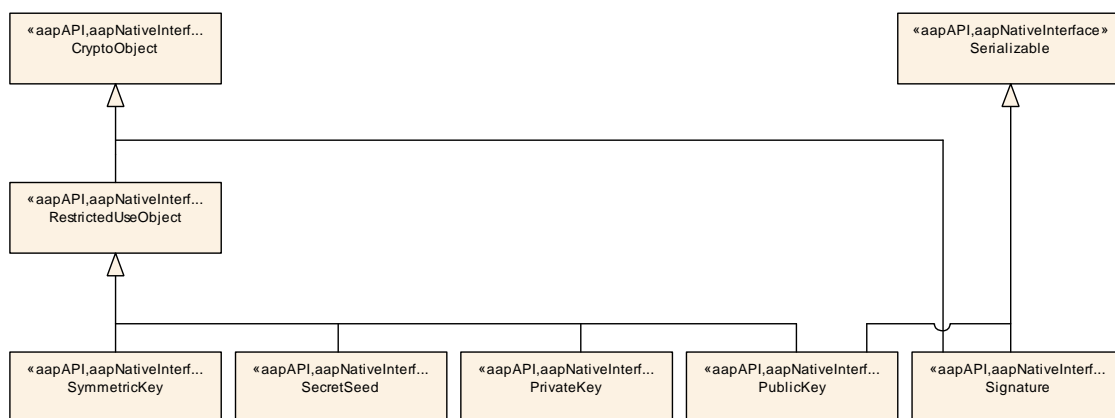 «aapAPI,aapNativeInterf...
CryptoObject
«aapAPI,aapNativeInterface»
Serializable
«aapAPI,aapNativeInterf...
RestrictedUseObject
«aapAPI,aapNativeInterf...
SymmetricKey
«aapAPI,aapNativeInterf...
SecretSeed
«aapAPI,aapNativeInterf...
PrivateKey
«aapAPI,aapNativeInterf...
PublicKey
«aapAPI,aapNativeInterf...
Signature